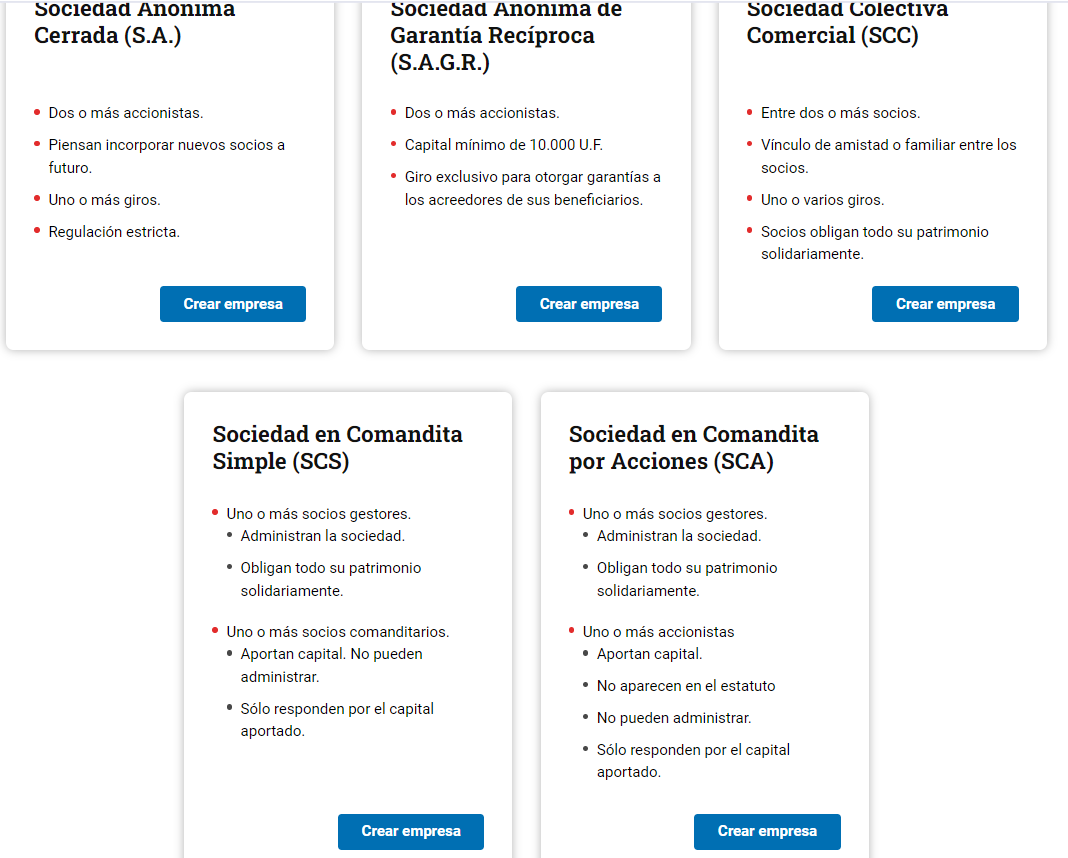 Sociedad Anónima
Cerrada (S.A.)
Dos o más accionistas.
Piensan incorporar nuevos socios a
futuro.
Uno o más giros.
Regulación estricta.
Crear empresa
Sociedad Anónima de
Garantía Recíproca
(S.A.G.R.)
Dos o más accionistas.
Capital mínimo de 10.000 U.F.
Giro exclusivo para otorgar garantías a
los acreedores de sus beneficiarios.
Crear empresa
Sociedad Colectiva
Comercial (SCC)
Entre dos o más socios.
Vínculo de amistad o familiar entre los
socios.
Uno o varios giros.
Socios obligan todo su patrimonio
solidariamente.
Crear empresa
Sociedad en Comandita
Simple (SCS)
Uno o más socios gestores.
Administran la sociedad.
Obligan todo su patrimonio
solidariamente.
Uno o más socios comanditarios.
Aportan capital. No pueden
administrar.
Sólo responden por el capital
aportado.
Crear empresa
Sociedad en Comandita
por Acciones (SCA)
Uno o más socios gestores.
Administran la sociedad.
Obligan todo su patrimonio
solidariamente.
Uno o más accionistas
Aportan capital.
No aparecen en el estatuto
No pueden administrar.
Sólo responden por el capital
aportado.
Crear empresa